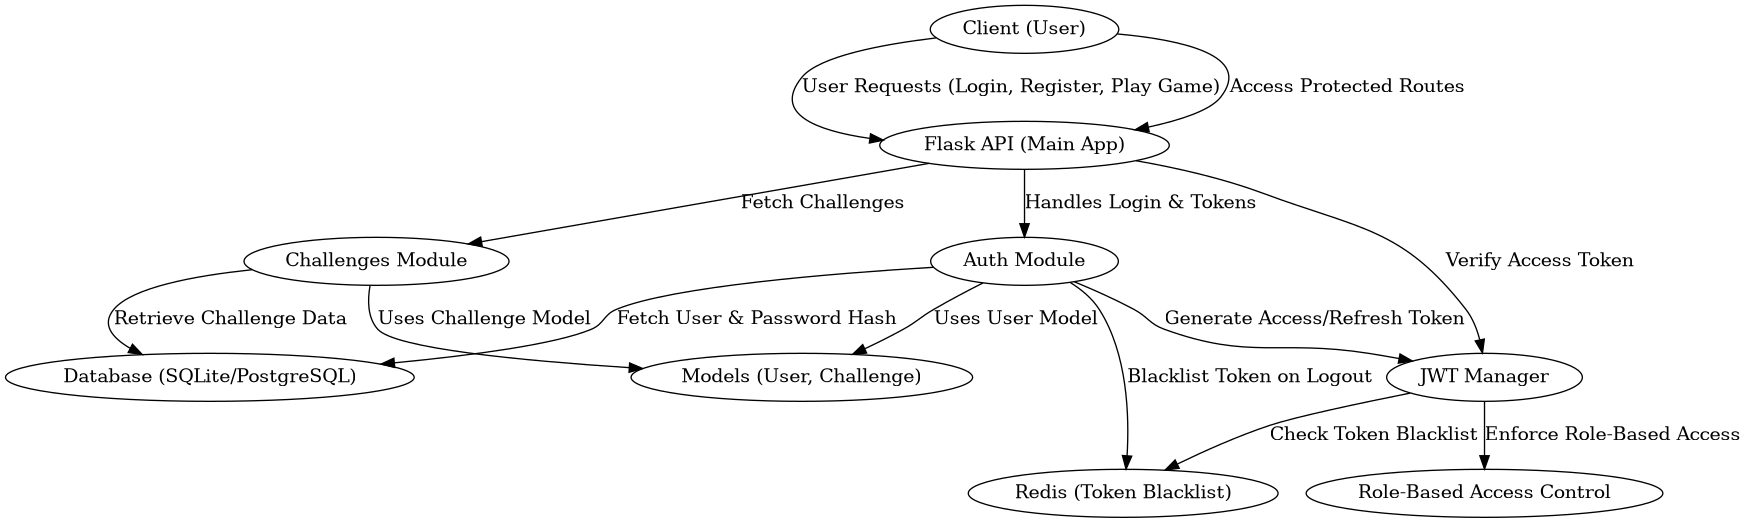 Client (User)
User Requests (Login, Register, Play Game)
Access Protected Routes
Flask API (Main App)
Fetch Challenges
Handles Login & Tokens
Verify Access Token
Challenges Module
Auth Module
Retrieve Challenge Data
Uses Challenge Model
Fetch User & Password Hash
Uses User Model
Generate Access/Refresh Token
Database (SQLite/PostgreSQL)
Models (User, Challenge)
Blacklist Token on Logout
JWT Manager
Check Token Blacklist
Enforce Role-Based Access
Redis (Token Blacklist)
Role-Based Access Control